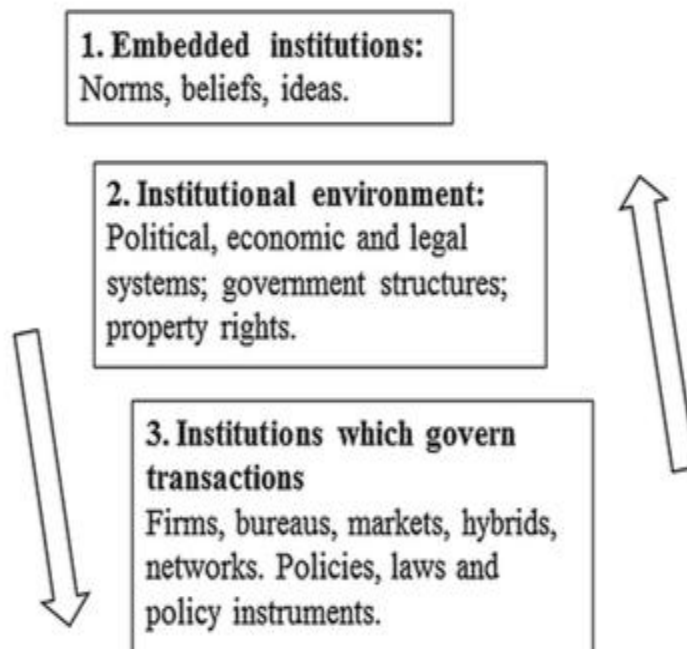 1. Embedded institutions:
Norms, beliefs, ideas.
2. Institutional environment:
Political, economic and legal
systems; government structures;
property rights.
3. Institutions which govern
transactions
Firms, bureaus, markets, hybrids,
networks. Policies, laws and
policy instruments.